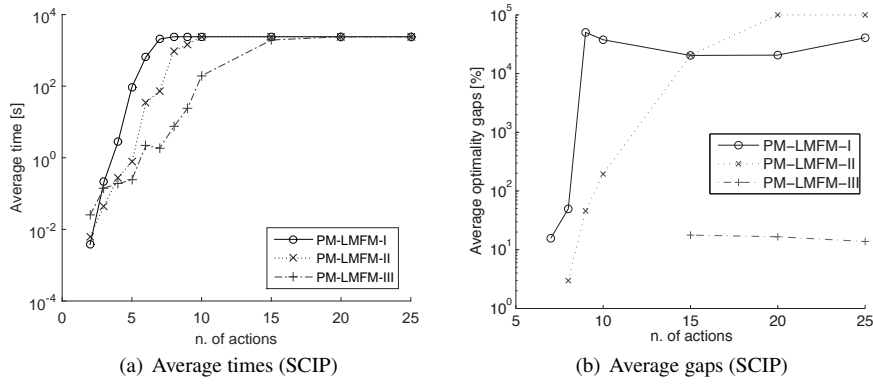 10^4
10^2
10^0
10^-2
10^-4
Average time [s]
0 5 10 15 20 25
n. of actions
PM-LMFM-I
PM-LMFM-II
PM-LMFM-III
(a) Average times (SCIP)
10^5
10^4
10^3
10^2
10^1
10^0
Average optimality gaps [%]
5 10 15 20 25
n. of actions
PM−LMFM−I
PM−LMFM−II
PM−LMFM−III
(b) Average gaps (SCIP)